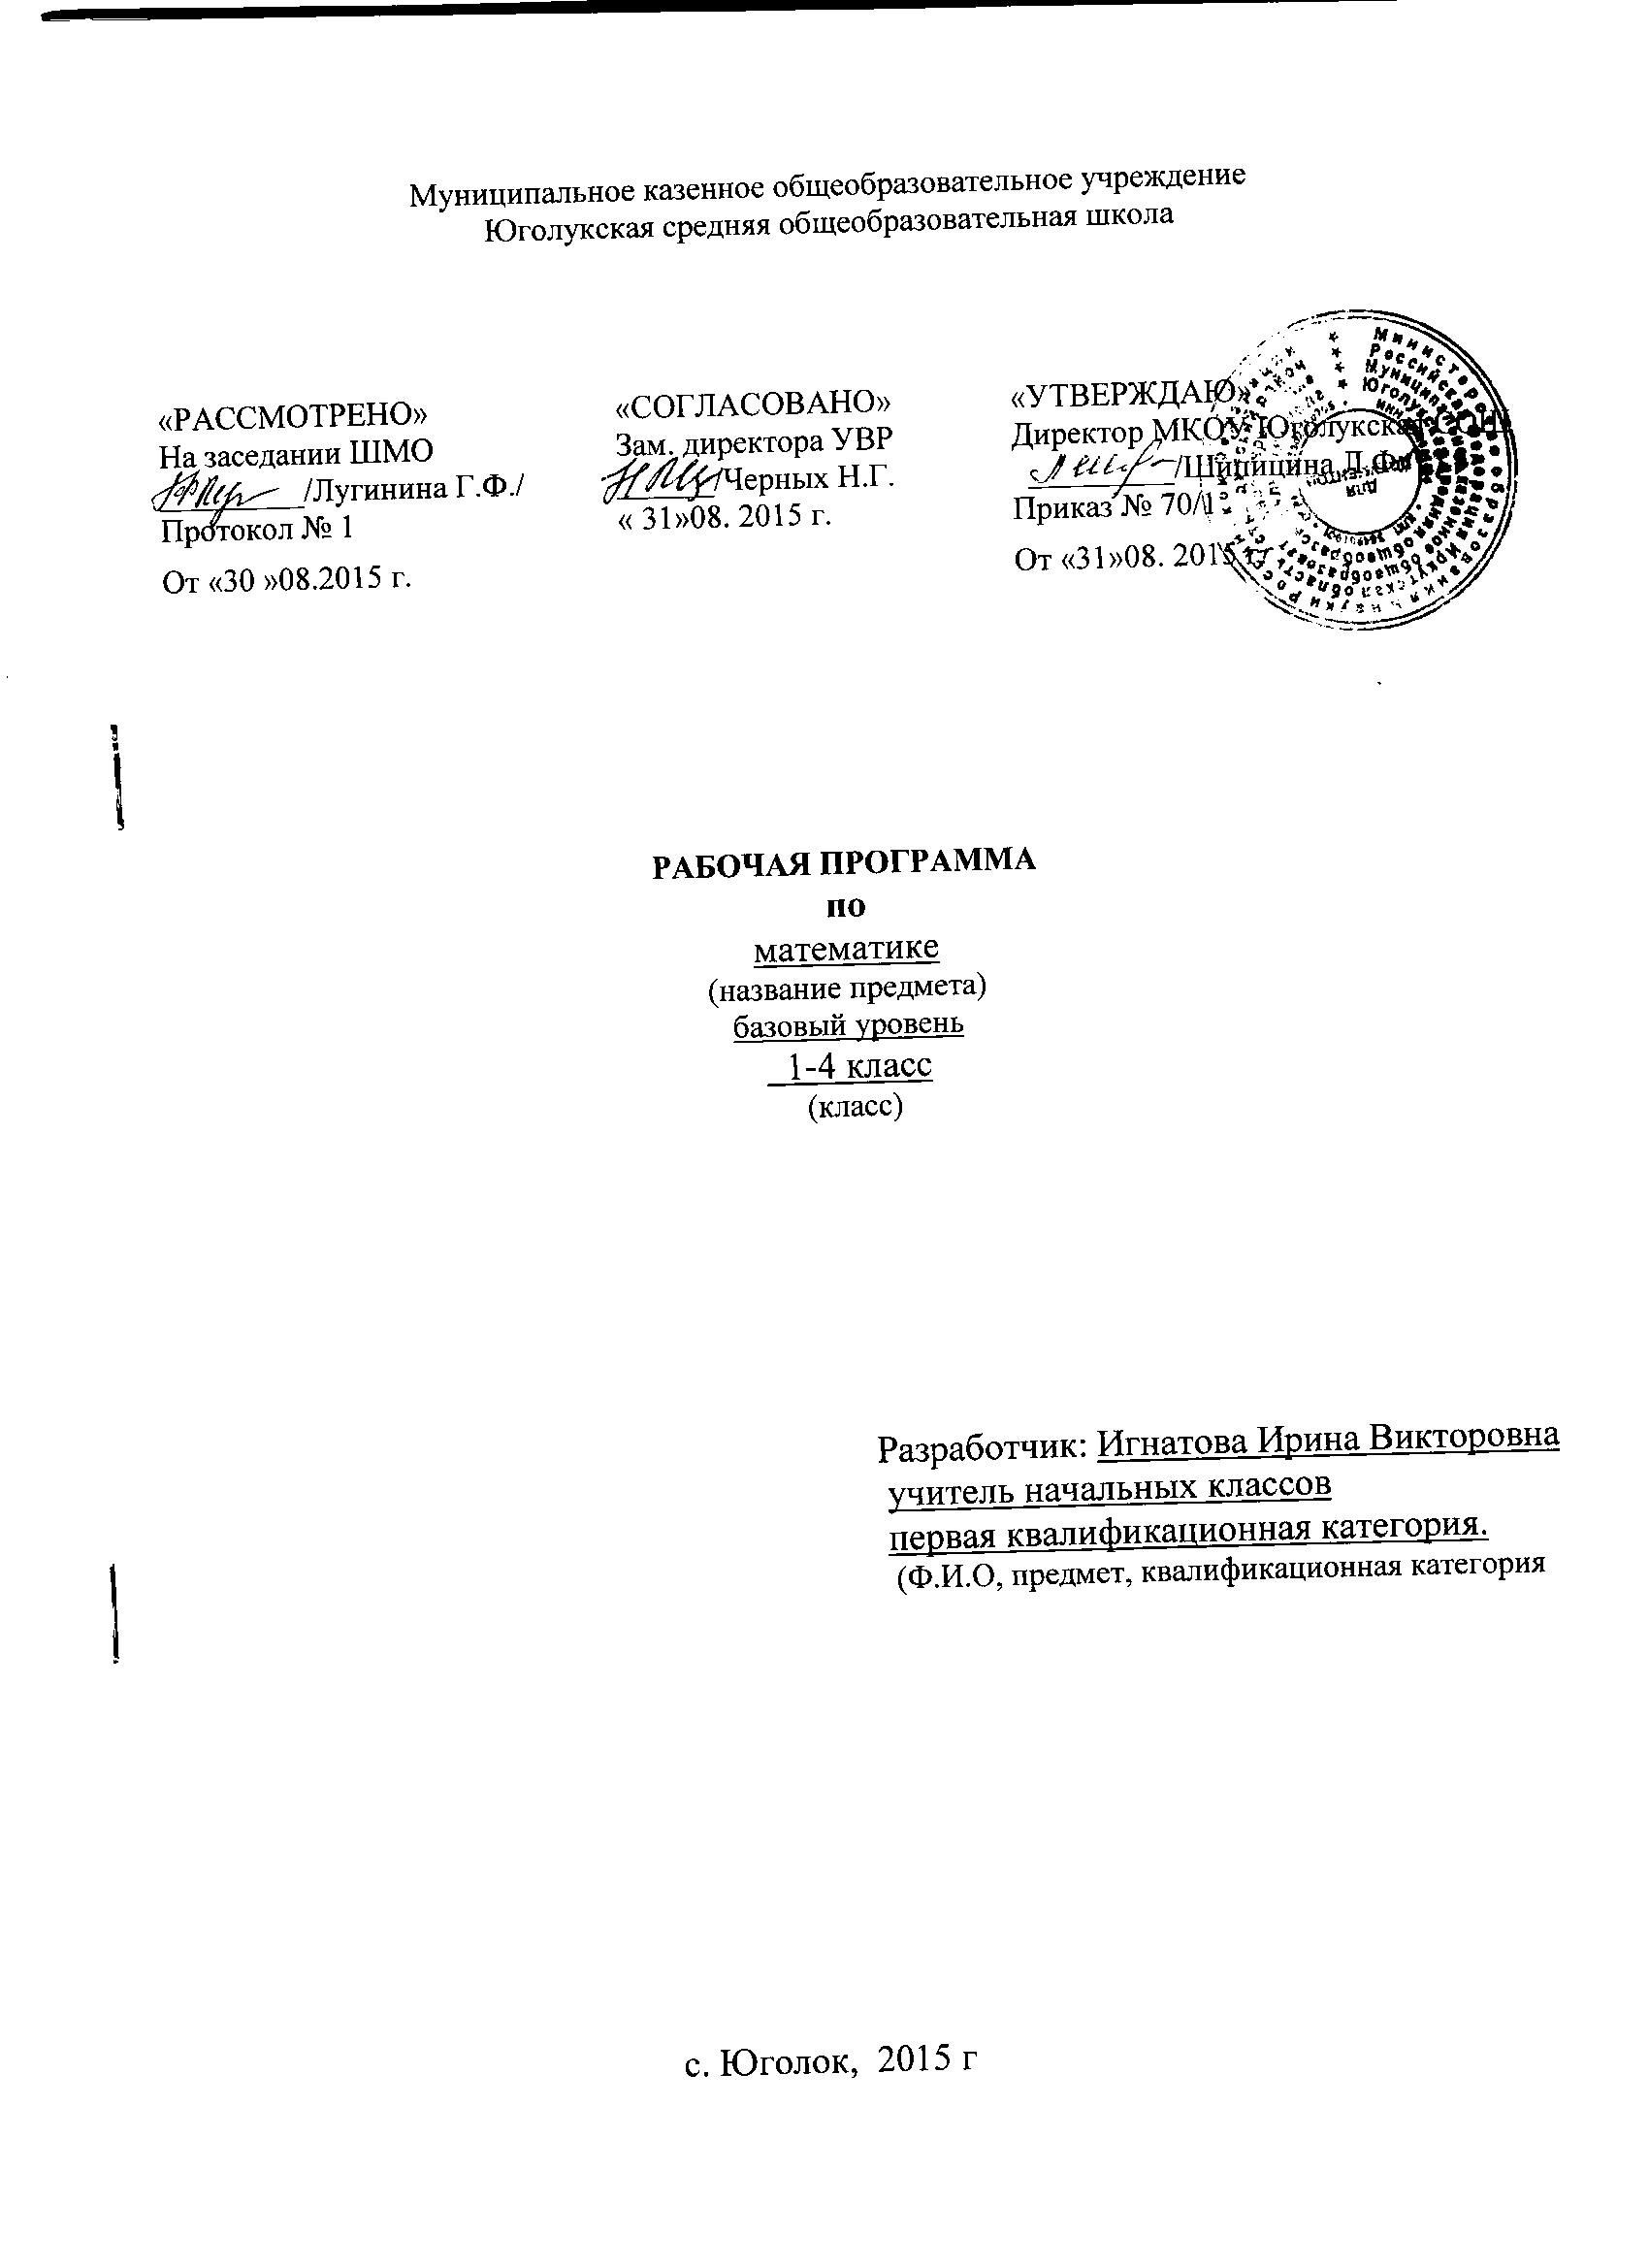 Муниципальное казенное общеобразовательное учреждение
Юголукская средняя общеобразовательная школа
«РАССМОТРЕНО»
На заседании ШМО
/Лугинина Г.Ф./
Протокол № 1
От «30 »08.2015 г.
«СОГЛАСОВАНО»
Зам. директора УВР
/Черных Н.Г.
« 31»08. 2015 г.
«УТВЕРЖДАЮ»
Директор МКОУ Юголукская СОШ
/Шипицина Л.Ф./
Приказ № 70/1
От «31»08. 2015 г.
РАБОЧАЯ ПРОГРАММА
по
математике
(название предмета)
базовый уровень
1-4 класс
(класс)
Разработчик: Игнатова Ирина Викторовна
учитель начальных классов
первая квалификационная категория.
(Ф.И.О, предмет, квалификационная категория
с. Юголок, 2015 г